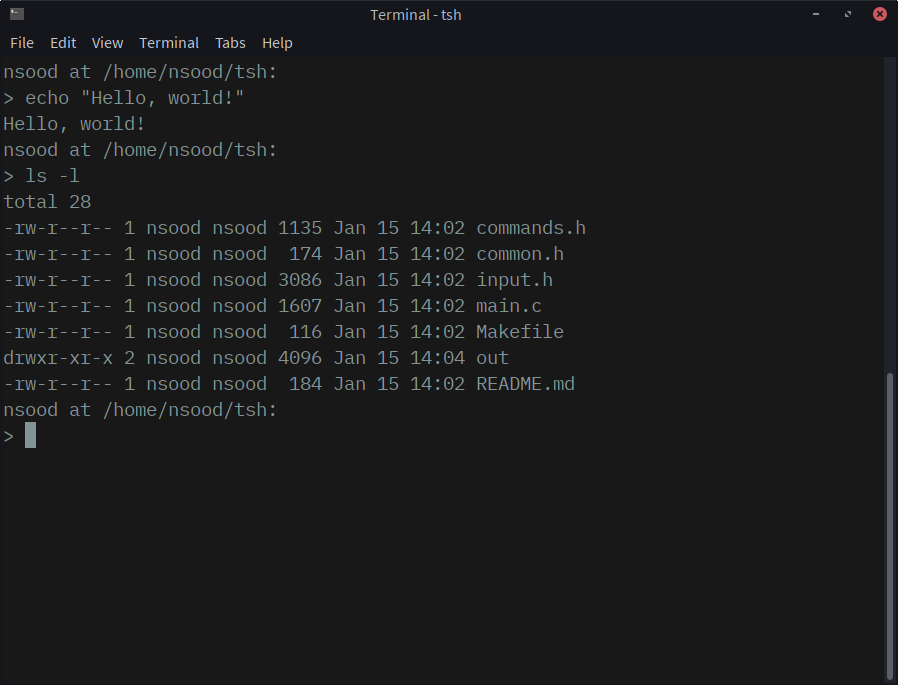 Terminal - tsh
File Edit View Terminal Tabs Help
nsood at /home/nsood/tsh:
> echo "Hello, world!"
Hello, world!
nsood at /home/nsood/tsh:
> ls -l
total 28
-rw-r--r-- 1 nsood nsood 1135 Jan 15 14:02 commands.h
-rw-r--r-- 1 nsood nsood  174 Jan 15 14:02 common.h
-rw-r--r-- 1 nsood nsood 3086 Jan 15 14:02 input.h
-rw-r--r-- 1 nsood nsood 1607 Jan 15 14:02 main.c
-rw-r--r-- 1 nsood nsood  116 Jan 15 14:02 Makefile
drwxr-xr-x 2 nsood nsood 4096 Jan 15 14:04 out
-rw-r--r-- 1 nsood nsood  184 Jan 15 14:02 README.md
nsood at /home/nsood/tsh:
>